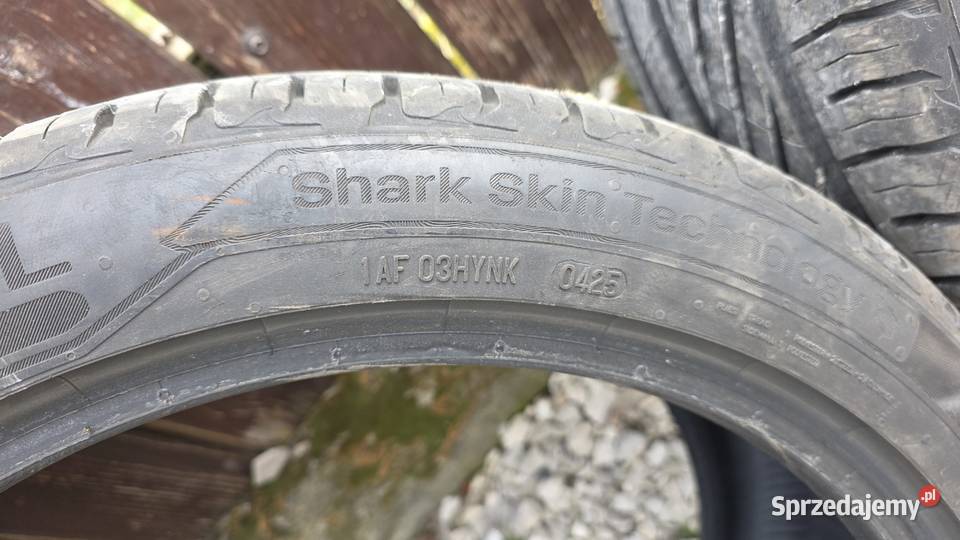 Shark Skin Technology
1AF 03HYNK 0425
Sprzedajemy.pl